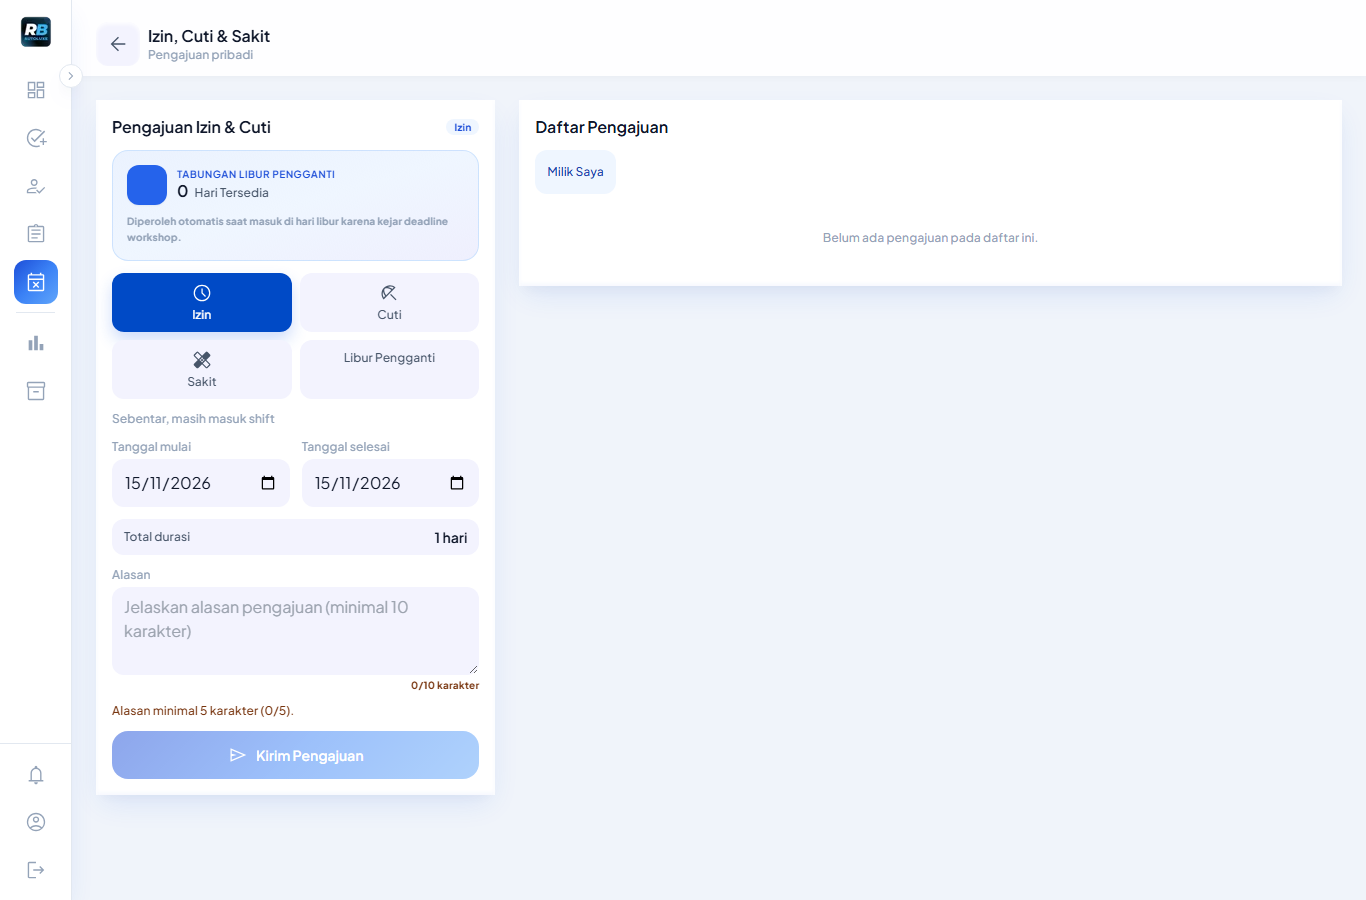 RB
Izin, Cuti & Sakit
Pengajuan pribadi
Pengajuan Izin & Cuti
Izin
TABUNGAN LIBUR PENGGANTI
0 Hari Tersedia
Diperoleh otomatis saat masuk di hari libur karena kejar deadline
workshop.
Izin
Cuti
Sakit
Libur Pengganti
Sebentar, masih masuk shift
Tanggal mulai
Tanggal selesai
15/11/2026
15/11/2026
Total durasi
1 hari
Alasan
Jelaskan alasan pengajuan (minimal 10
karakter)
0/10 karakter
Alasan minimal 5 karakter (0/5).
Kirim Pengajuan
Daftar Pengajuan
Milik Saya
Belum ada pengajuan pada daftar ini.